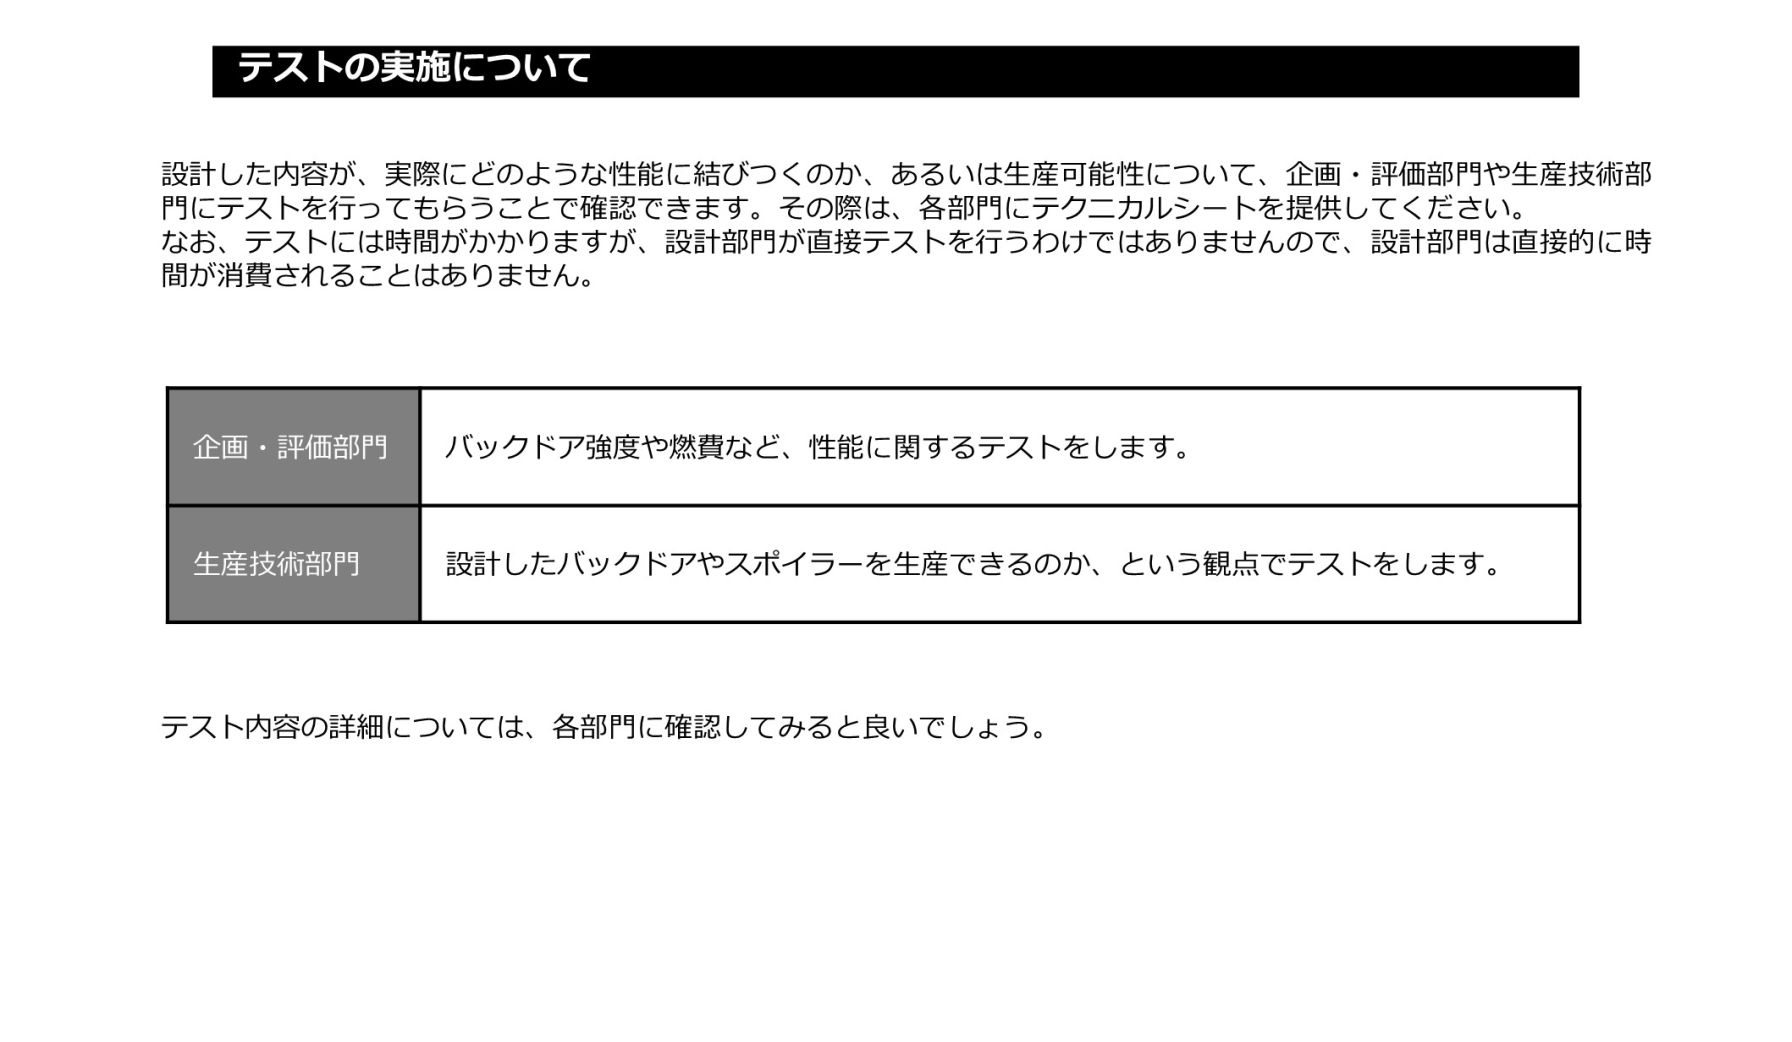 テストの実施について
設計した内容が、実際にどのような性能に結びつくのか、あるいは生産可能性について、企画・評価部門や生産技術部
門にテストを行ってもらうことで確認できます。その際は、各部門にテクニカルシートを提供してください。
なお、テストには時間がかかりますが、設計部門が直接テストを行うわけではありませんので、設計部門は直接的に時
間が消費されることはありません。
企画・評価部門
バックドア強度や燃費など、性能に関するテストをします。
生産技術部門
設計したバックドアやスポイラーを生産できるのか、という観点でテストをします。
テスト内容の詳細については、各部門に確認してみると良いでしょう。